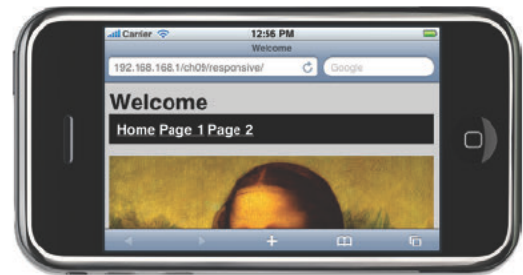 Carrier 12:56 PM
Welcome
192.168.168.1/ch09/responsive/ Google
Welcome
Home Page 1 Page 2